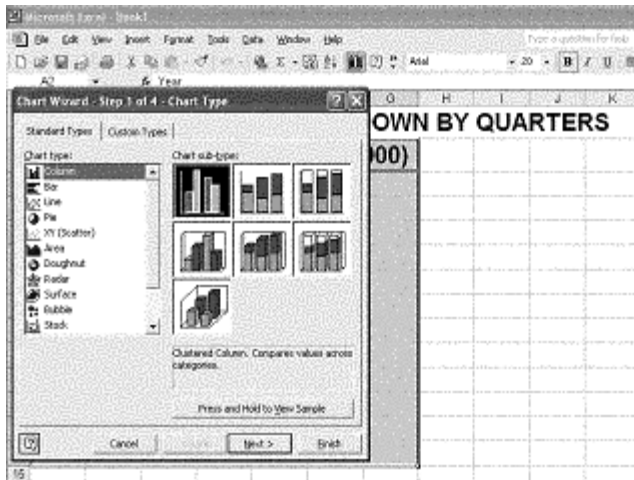 Microsoft Excel - Book1
File Edit View Insert Format Tools Data Window Help
Type a question for help
Arial 20 B I U
A2 Year
Chart Wizard - Step 1 of 4 - Chart Type
G H I J K
OWN BY QUARTERS
000)
Standard Types Custom Types
Chart type:
Chart sub-type:
Column
Bar
Line
Pie
XY (Scatter)
Area
Doughnut
Radar
Surface
Bubble
Stock
Clustered Column. Compares values across
categories.
Press and Hold to View Sample
Cancel
Next >
Finish
15